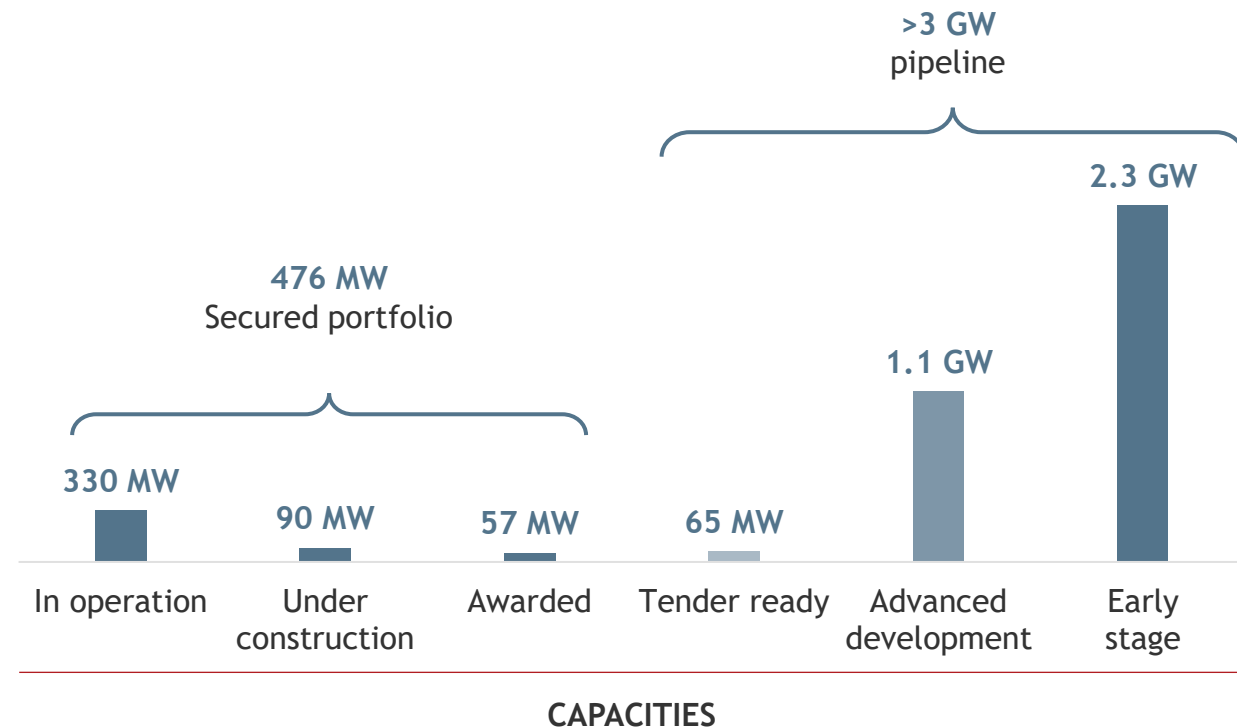 >3 GW
pipeline
2.3 GW
476 MW
Secured portfolio
1.1 GW
330 MW
90 MW
57 MW
65 MW
In operation
Under
construction
Awarded
Tender ready
Advanced
development
Early
stage
CAPACITIES